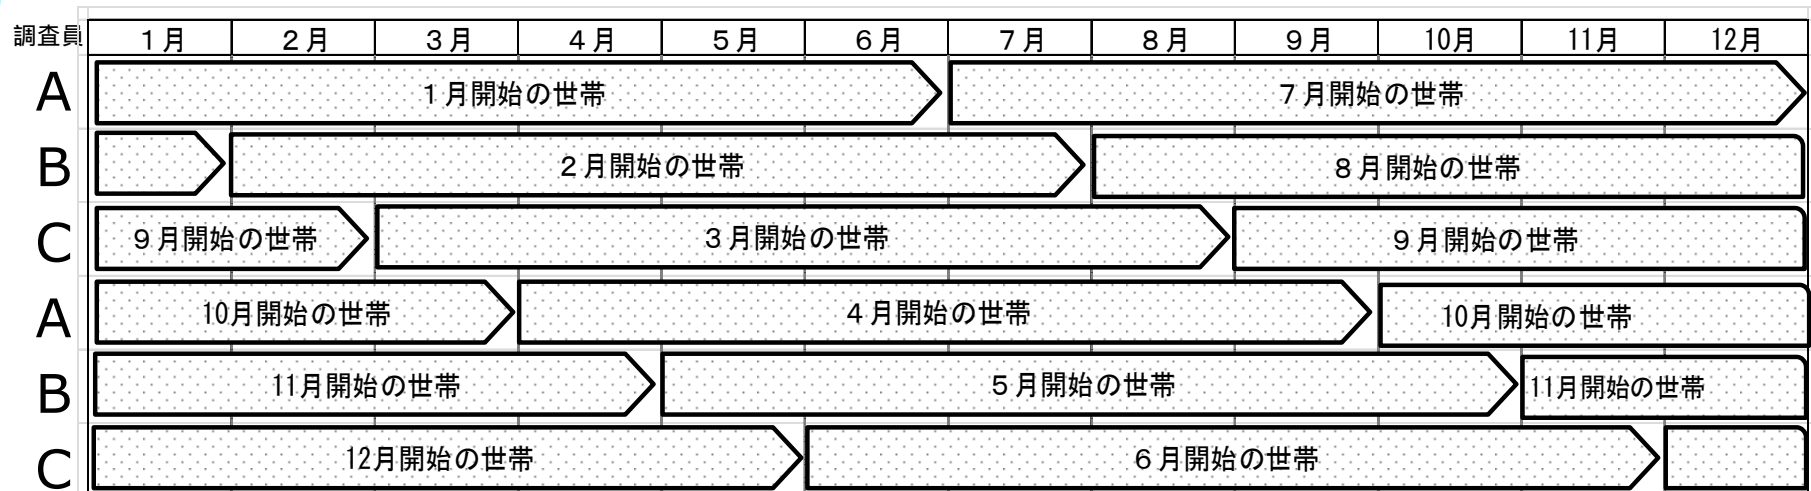 調査員 １月 ２月 ３月 ４月 ５月 ６月 ７月 ８月 ９月 10月 11月 12月
A １月開始の世帯 ７月開始の世帯
B ２月開始の世帯 ８月開始の世帯
C ９月開始の世帯 ３月開始の世帯 ９月開始の世帯
A 10月開始の世帯 ４月開始の世帯 10月開始の世帯
B 11月開始の世帯 ５月開始の世帯 11月開始の世帯
C 12月開始の世帯 ６月開始の世帯